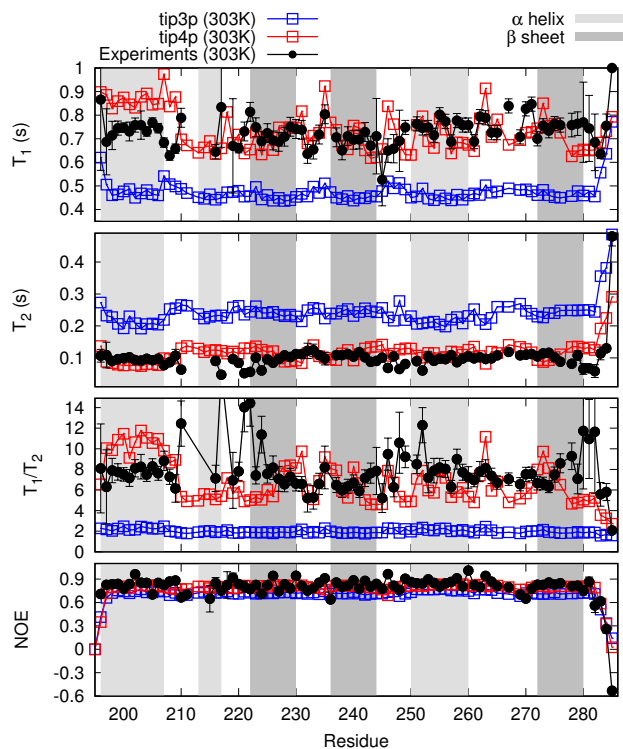 tip3p (303K)
tip4p (303K)
Experiments (303K)
α helix
β sheet
T1 (s)
1
0.9
0.8
0.7
0.6
0.5
0.4
T2 (s)
0.4
0.3
0.2
0.1
T1/T2
14
12
10
8
6
4
2
0
NOE
0.9
0.6
0.3
0
-0.3
-0.6
200 210 220 230 240 250 260 270 280
Residue